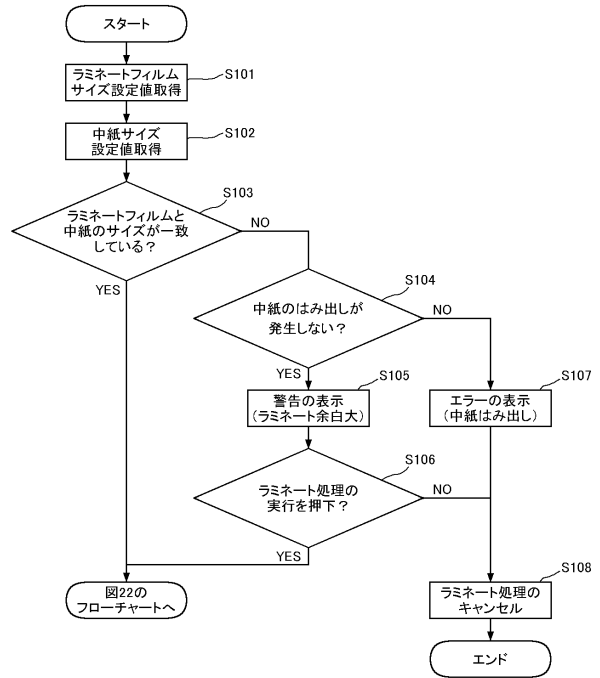 スタート
ラミネートフィルム
サイズ設定値取得
S101
中紙サイズ
設定値取得
S102
ラミネートフィルムと
中紙のサイズが一致
している？
S103
NO
YES
中紙のはみ出しが
発生しない？
S104
NO
YES
警告の表示
(ラミネート余白大)
S105
エラーの表示
(中紙はみ出し)
S107
ラミネート処理の
実行を押下？
S106
NO
YES
図22の
フローチャートへ
ラミネート処理の
キャンセル
S108
エンド